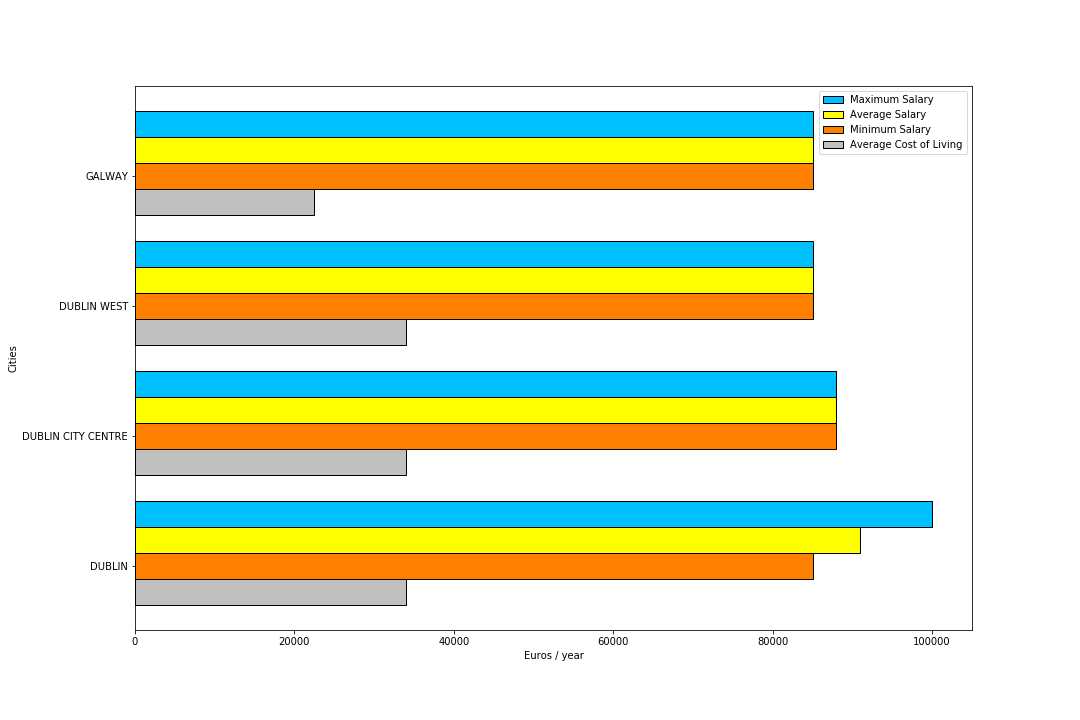 Maximum Salary
Average Salary
Minimum Salary
Average Cost of Living
GALWAY
DUBLIN WEST
DUBLIN CITY CENTRE
DUBLIN
Cities
0 20000 40000 60000 80000 100000
Euros / year